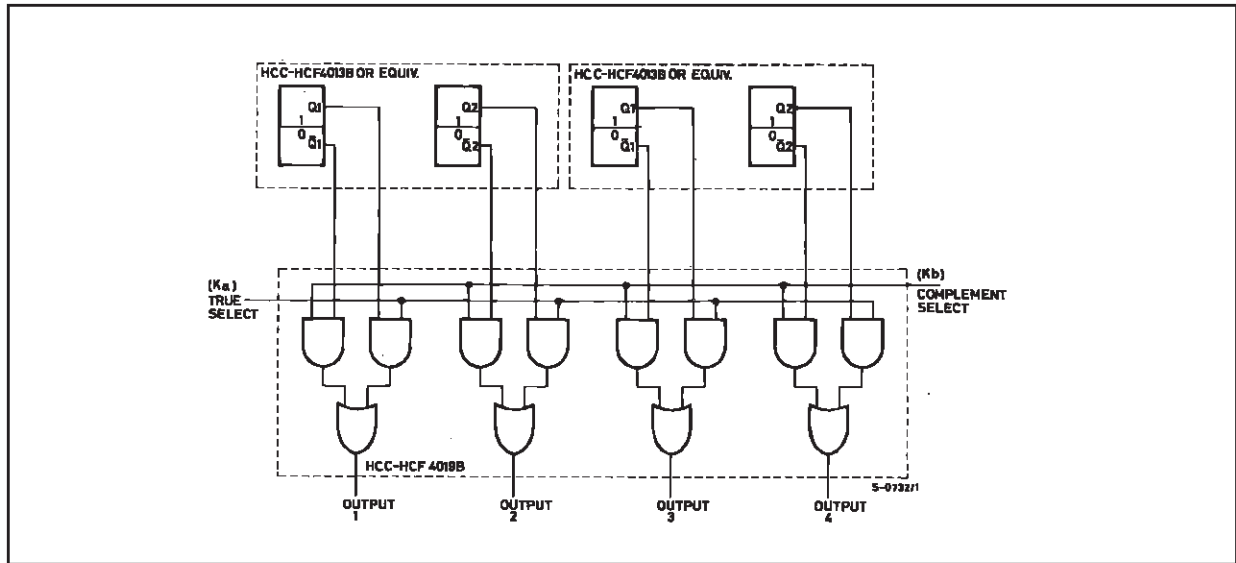 HCC-HCF4013B OR EQUIV.
HCC-HCF4013B OR EQUIV.
Q1
1
0
Q̄1
Q2
1
0
Q̄2
Q1
1
0
Q̄1
Q2
1
0
Q̄2
(Ka)
TRUE
SELECT
(Kb)
COMPLEMENT
SELECT
HCC-HCF 4019B
S-0732/1
OUTPUT
1
OUTPUT
2
OUTPUT
3
OUTPUT
4